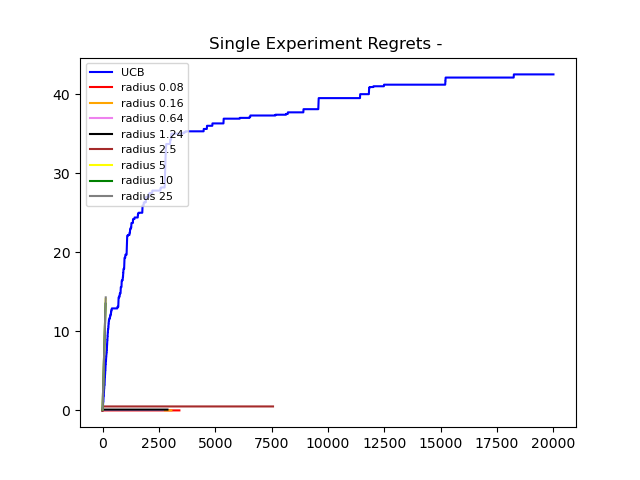 Single Experiment Regrets -
UCB
radius 0.08
radius 0.16
radius 0.64
radius 1.24
radius 2.5
radius 5
radius 10
radius 25
40
30
20
10
0
0 2500 5000 7500 10000 12500 15000 17500 20000